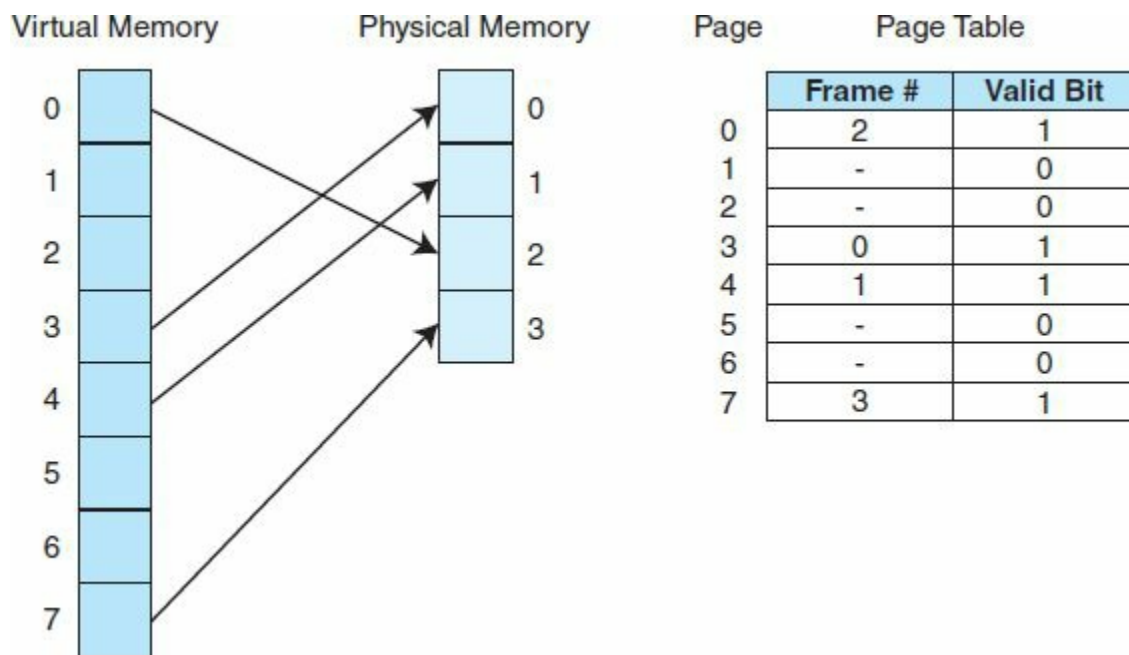 Virtual Memory
0
1
2
3
4
5
6
7
Physical Memory
0
1
2
3
Page Page Table
Frame # Valid Bit
0 2 1
1 - 0
2 - 0
3 0 1
4 1 1
5 - 0
6 - 0
7 3 1